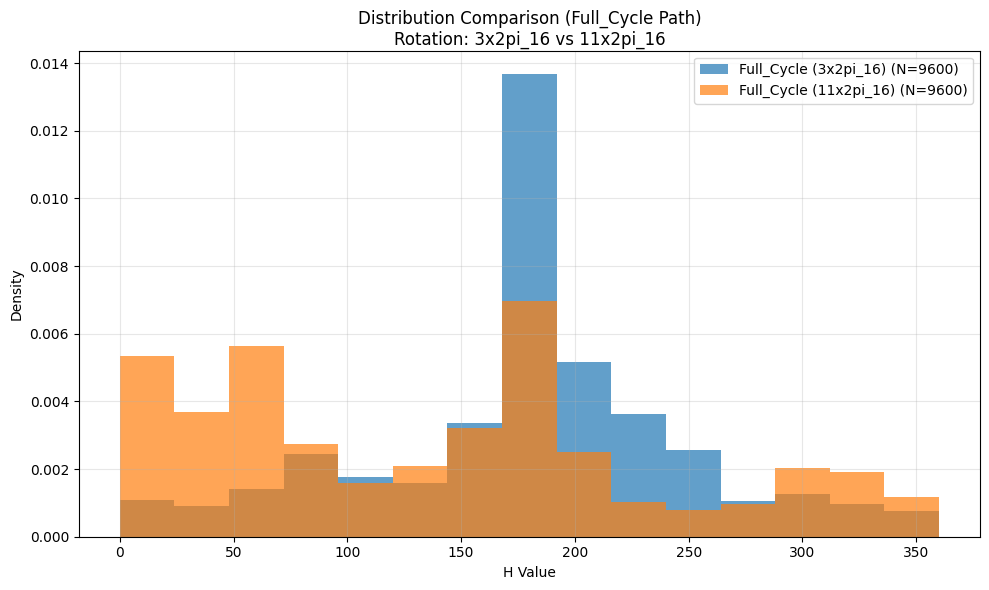 Distribution Comparison (Full_Cycle Path)
Rotation: 3x2pi_16 vs 11x2pi_16
Full_Cycle (3x2pi_16) (N=9600)
Full_Cycle (11x2pi_16) (N=9600)
0.014
0.012
0.010
0.008
0.006
0.004
0.002
0.000
Density
0 50 100 150 200 250 300 350
H Value